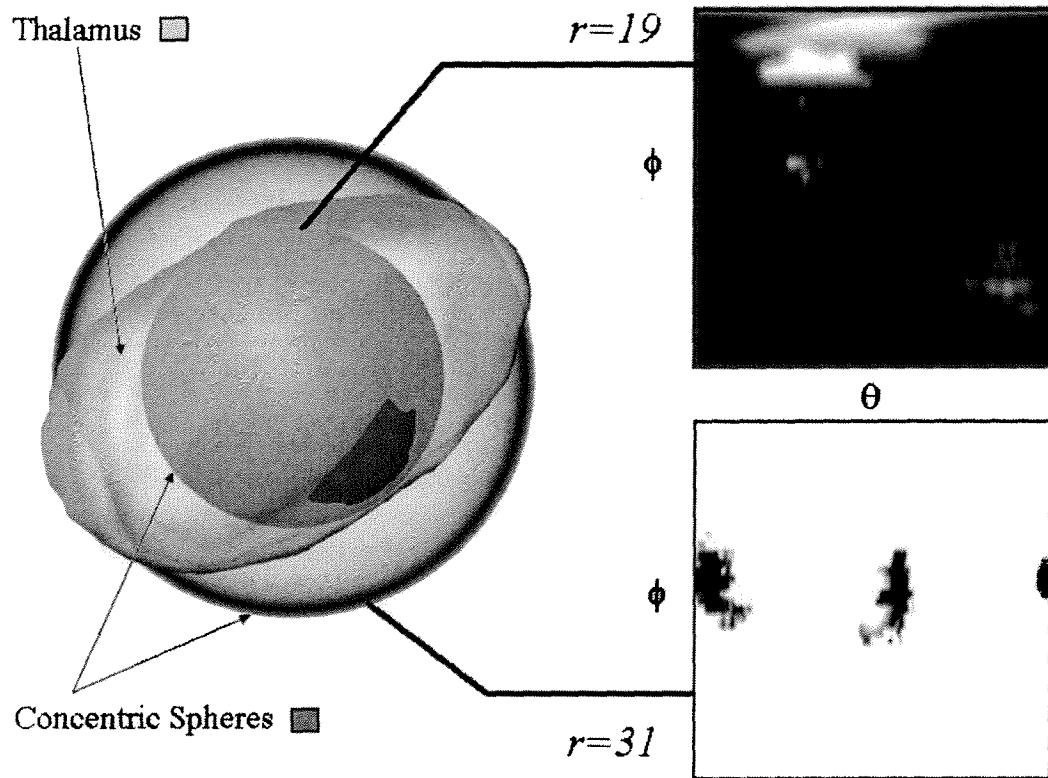 Thalamus
r=19
ϕ
θ
ϕ
Concentric Spheres
r=31